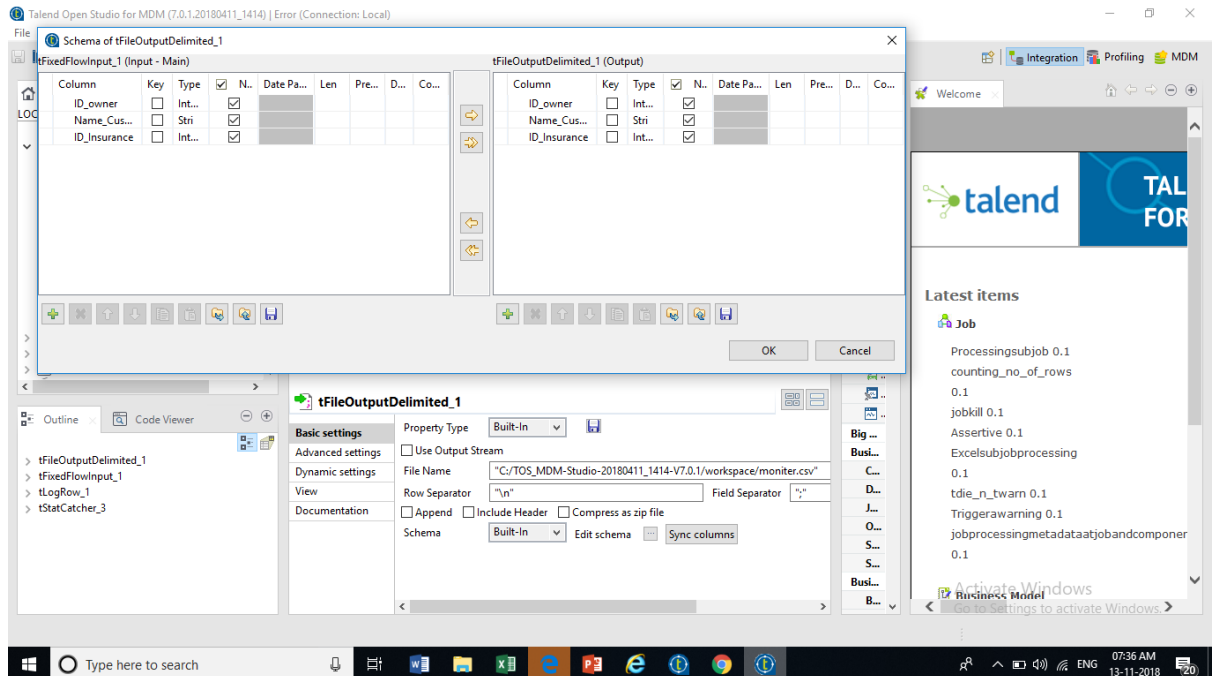 Talend Open Studio for MDM (7.0.1.20180411_1414) | Error (Connection: Local)
File
Schema of tFileOutputDelimited_1
tFixedFlowInput_1 (Input - Main)
tFileOutputDelimited_1 (Output)
Column Key Type N.. Date Pa... Len Pre... D... Co...
ID_owner Int...
Name_Cus... Stri
ID_Insurance Int...
Column Key Type N.. Date Pa... Len Pre... D... Co...
ID_owner Int...
Name_Cus... Stri
ID_Insurance Int...
OK Cancel
LOC
Integration Profiling MDM
Welcome
talend
TAL
FOR
Latest items
Job
Processingsubjob 0.1
counting_no_of_rows
0.1
jobkill 0.1
Assertive 0.1
Excelsubjobprocessing
0.1
tdie_n_twarn 0.1
Triggerawarning 0.1
jobprocessingmetadataatjobandcomponer
0.1
Business Model
Activate Windows
Go to Settings to activate Windows.
Outline Code Viewer
tFileOutputDelimited_1
tFixedFlowInput_1
tLogRow_1
tStatCatcher_3
tFileOutputDelimited_1
Basic settings
Advanced settings
Dynamic settings
View
Documentation
Property Type Built-In
Use Output Stream
File Name "C:/TOS_MDM-Studio-20180411_1414-V7.0.1/workspace/moniter.csv"
Row Separator "\n" Field Separator ";"
Append Include Header Compress as zip file
Schema Built-In Edit schema ... Sync columns
Big ...
Busi...
C...
D...
J...
O...
S...
S...
Busi...
B...
Type here to search
ENG
07:36 AM
13-11-2018
20